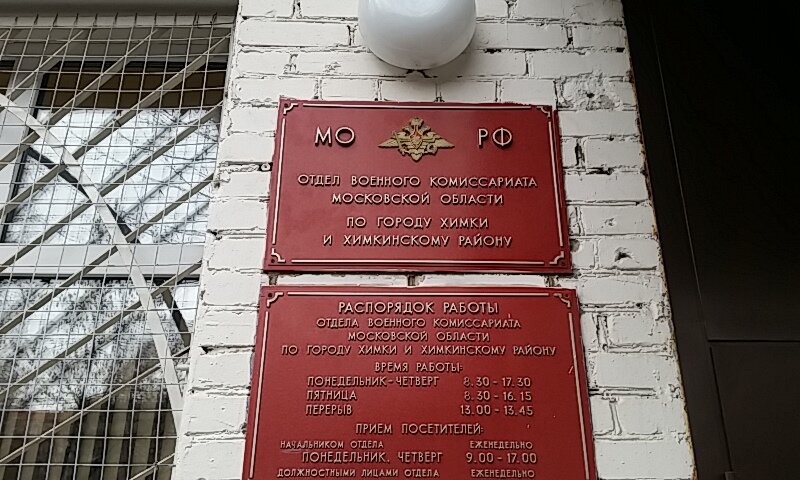 МО РФ
ОТДЕЛ ВОЕННОГО КОМИССАРИАТА
МОСКОВСКОЙ ОБЛАСТИ
ПО ГОРОДУ ХИМКИ
И ХИМКИНСКОМУ РАЙОНУ
РАСПОРЯДОК РАБОТЫ
ОТДЕЛА ВОЕННОГО КОМИССАРИАТА
МОСКОВСКОЙ ОБЛАСТИ
ПО ГОРОДУ ХИМКИ И ХИМКИНСКОМУ РАЙОНУ
ВРЕМЯ РАБОТЫ:
ПОНЕДЕЛЬНИК-ЧЕТВЕРГ 8.30 - 17.30
ПЯТНИЦА 8.30 - 16.15
ПЕРЕРЫВ 13.00 - 13.45
ПРИЕМ ПОСЕТИТЕЛЕЙ:
НАЧАЛЬНИКОМ ОТДЕЛА ЕЖЕНЕДЕЛЬНО
ПОНЕДЕЛЬНИК, ЧЕТВЕРГ 9.00 - 17.00
ДОЛЖНОСТНЫМИ ЛИЦАМИ ОТДЕЛА ЕЖЕНЕДЕЛЬНО